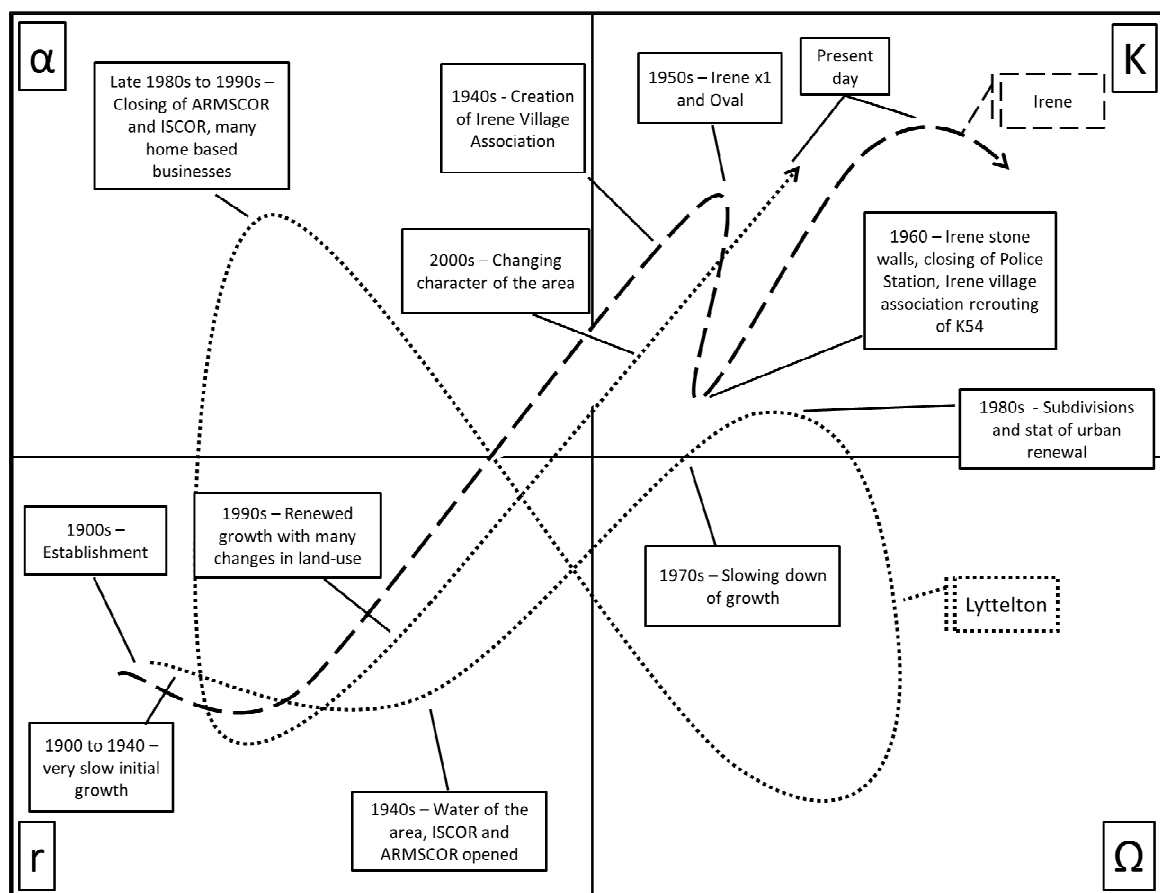 α
K
Late 1980s to 1990s –
Closing of ARMSCOR
and ISCOR, many
home based
businesses
1940s - Creation
of Irene Village
Association
1950s – Irene x1
and Oval
Present
day
Irene
2000s – Changing
character of the area
1960 – Irene stone
walls, closing of Police
Station, Irene village
association rerouting
of K54
1980s - Subdivisions
and stat of urban
renewal
1900s –
Establishment
1990s – Renewed
growth with many
changes in land-use
1970s – Slowing down
of growth
Lyttelton
1900 to 1940 –
very slow initial
growth
1940s – Water of the
area, ISCOR and
ARMSCOR opened
r
Ω